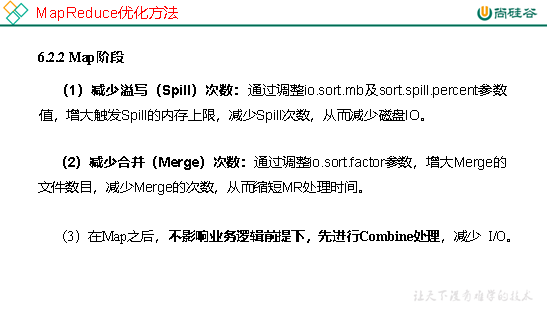 MapReduce优化方法
尚硅谷
6.2.2 Map阶段
（1）减少溢写（Spill）次数：通过调整io.sort.mb及sort.spill.percent参数
值，增大触发Spill的内存上限，减少Spill次数，从而减少磁盘IO。
（2）减少合并（Merge）次数：通过调整io.sort.factor参数，增大Merge的
文件数目，减少Merge的次数，从而缩短MR处理时间。
（3）在Map之后，不影响业务逻辑前提下，先进行Combine处理，减少 I/O。
让天下没有难学的技术